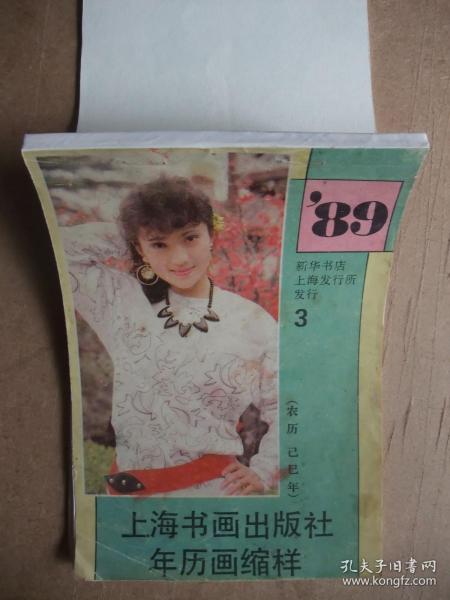 '89
新华书店
上海发行所
发行
3
(农历 己巳年)
上海书画出版社
年历画缩样
孔夫子旧书网
www.kongfz.com